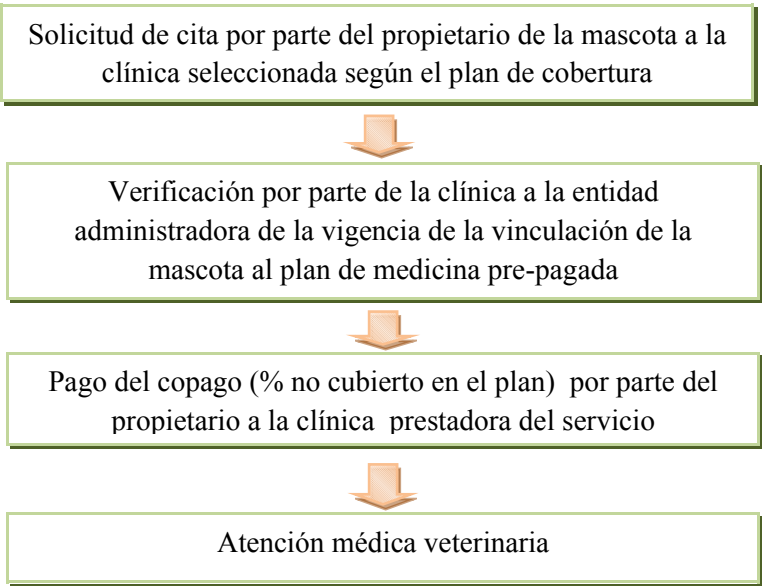 Solicitud de cita por parte del propietario de la mascota a la
clínica seleccionada según el plan de cobertura
Verificación por parte de la clínica a la entidad
administradora de la vigencia de la vinculación de la
mascota al plan de medicina pre-pagada
Pago del copago (% no cubierto en el plan) por parte del
propietario a la clínica prestadora del servicio
Atención médica veterinaria